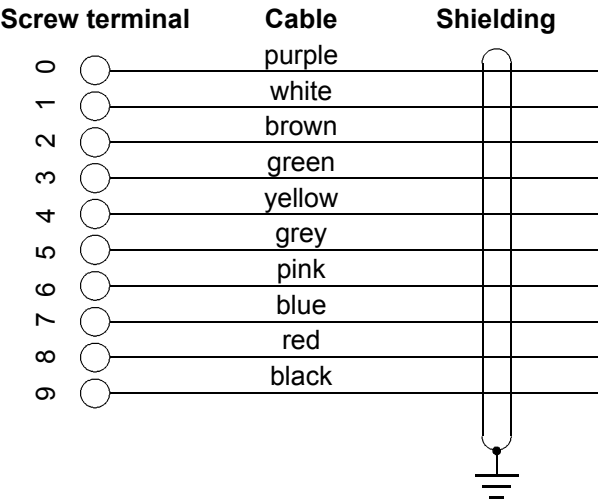 Screw terminal Cable Shielding
0 purple
1 white
2 brown
3 green
4 yellow
5 grey
6 pink
7 blue
8 red
9 black